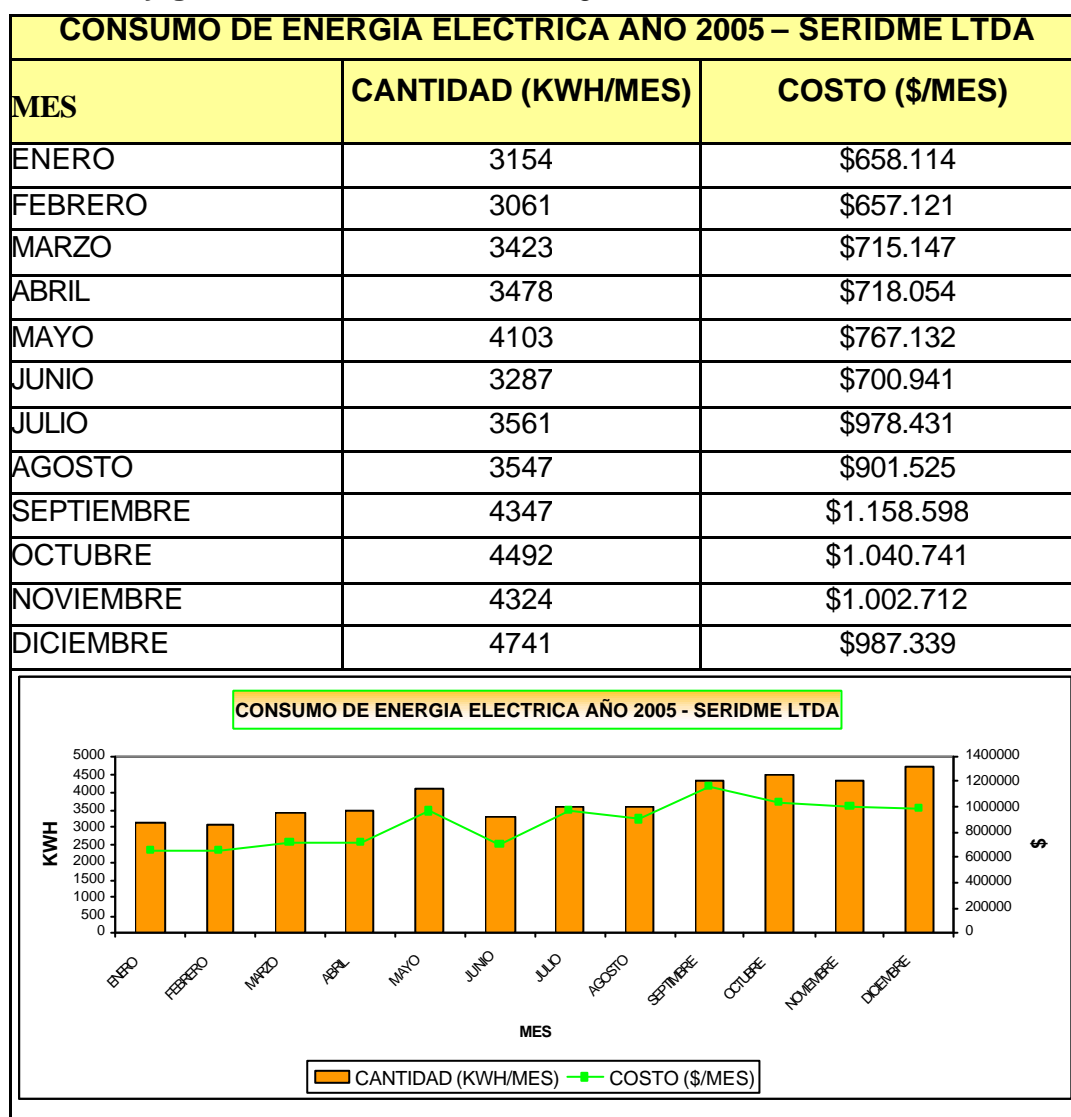 CONSUMO DE ENERGIA ELECTRICA AÑO 2005 – SERIDME LTDA
MES CANTIDAD (KWH/MES) COSTO ($/MES)
ENERO 3154 $658.114
FEBRERO 3061 $657.121
MARZO 3423 $715.147
ABRIL 3478 $718.054
MAYO 4103 $767.132
JUNIO 3287 $700.941
JULIO 3561 $978.431
AGOSTO 3547 $901.525
SEPTIEMBRE 4347 $1.158.598
OCTUBRE 4492 $1.040.741
NOVIEMBRE 4324 $1.002.712
DICIEMBRE 4741 $987.339
CONSUMO DE ENERGIA ELECTRICA AÑO 2005 - SERIDME LTDA
KWH
5000
4500
4000
3500
3000
2500
2000
1500
1000
500
0
1400000
1200000
1000000
800000
600000
400000
200000
0
$
ENERO
FEBRERO
MARZO
ABRIL
MAYO
JUNIO
JULIO
AGOSTO
SEPTIMBRE
OCTUBRE
NOVIEMBRE
DICIEMBRE
MES
CANTIDAD (KWH/MES) COSTO ($/MES)